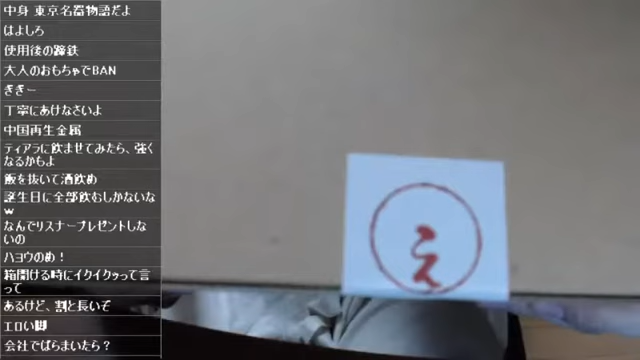 中身 東京名器物語だよ
はよしろ
使用後の蹄鉄
大人のおもちゃでBAN
ききー
丁寧にあけなさいよ
中国再生金属
ティアラに飲ませてみたら、強く
なるかもよ
飯を抜いて酒飲め
誕生日に全部飲むしかないな
w
なんでリスナープレゼントしな
いの
ハヨウのめ！
箱開ける時にイクイクゥって言
って
あるけど、割と長いぞ
エロい脚
会社でばらまいたら？
え